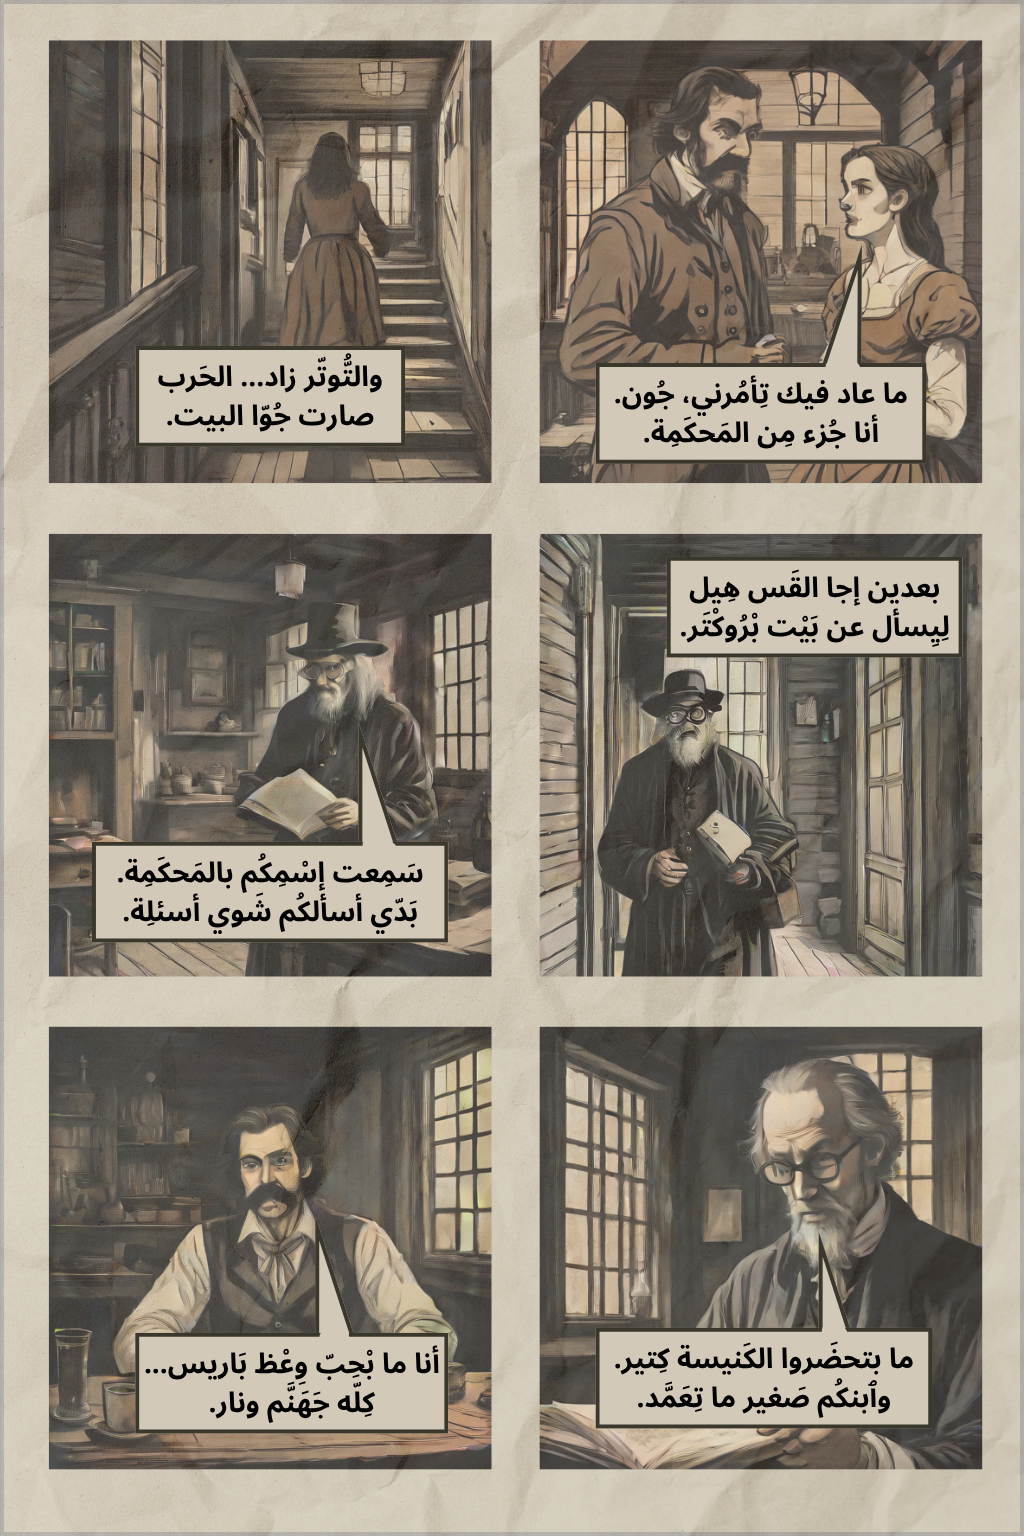 ما عاد فيك تِأمُرني، جُون.
أنا جُزء مِن المَحكَمِة.
والتُّوتّر زاد... الحَرب
صارت جُوّا البيت.
بعدين إجا القَس هِيل
لِيِسأل عن بَيْت بْرُوكْتَر.
سَمِعت إسْمِكُم بالمَحكَمِة.
بَدّي أسألكُم شَوي أسئلِة.
ما بتحضَروا الكَنيسة كِتير.
وٱبنكُم صَغير ما تِعَمَّد.
أنا ما بْحِبّ وِعْظ بَاريس...
كِلّه جَهَنَّم ونار.